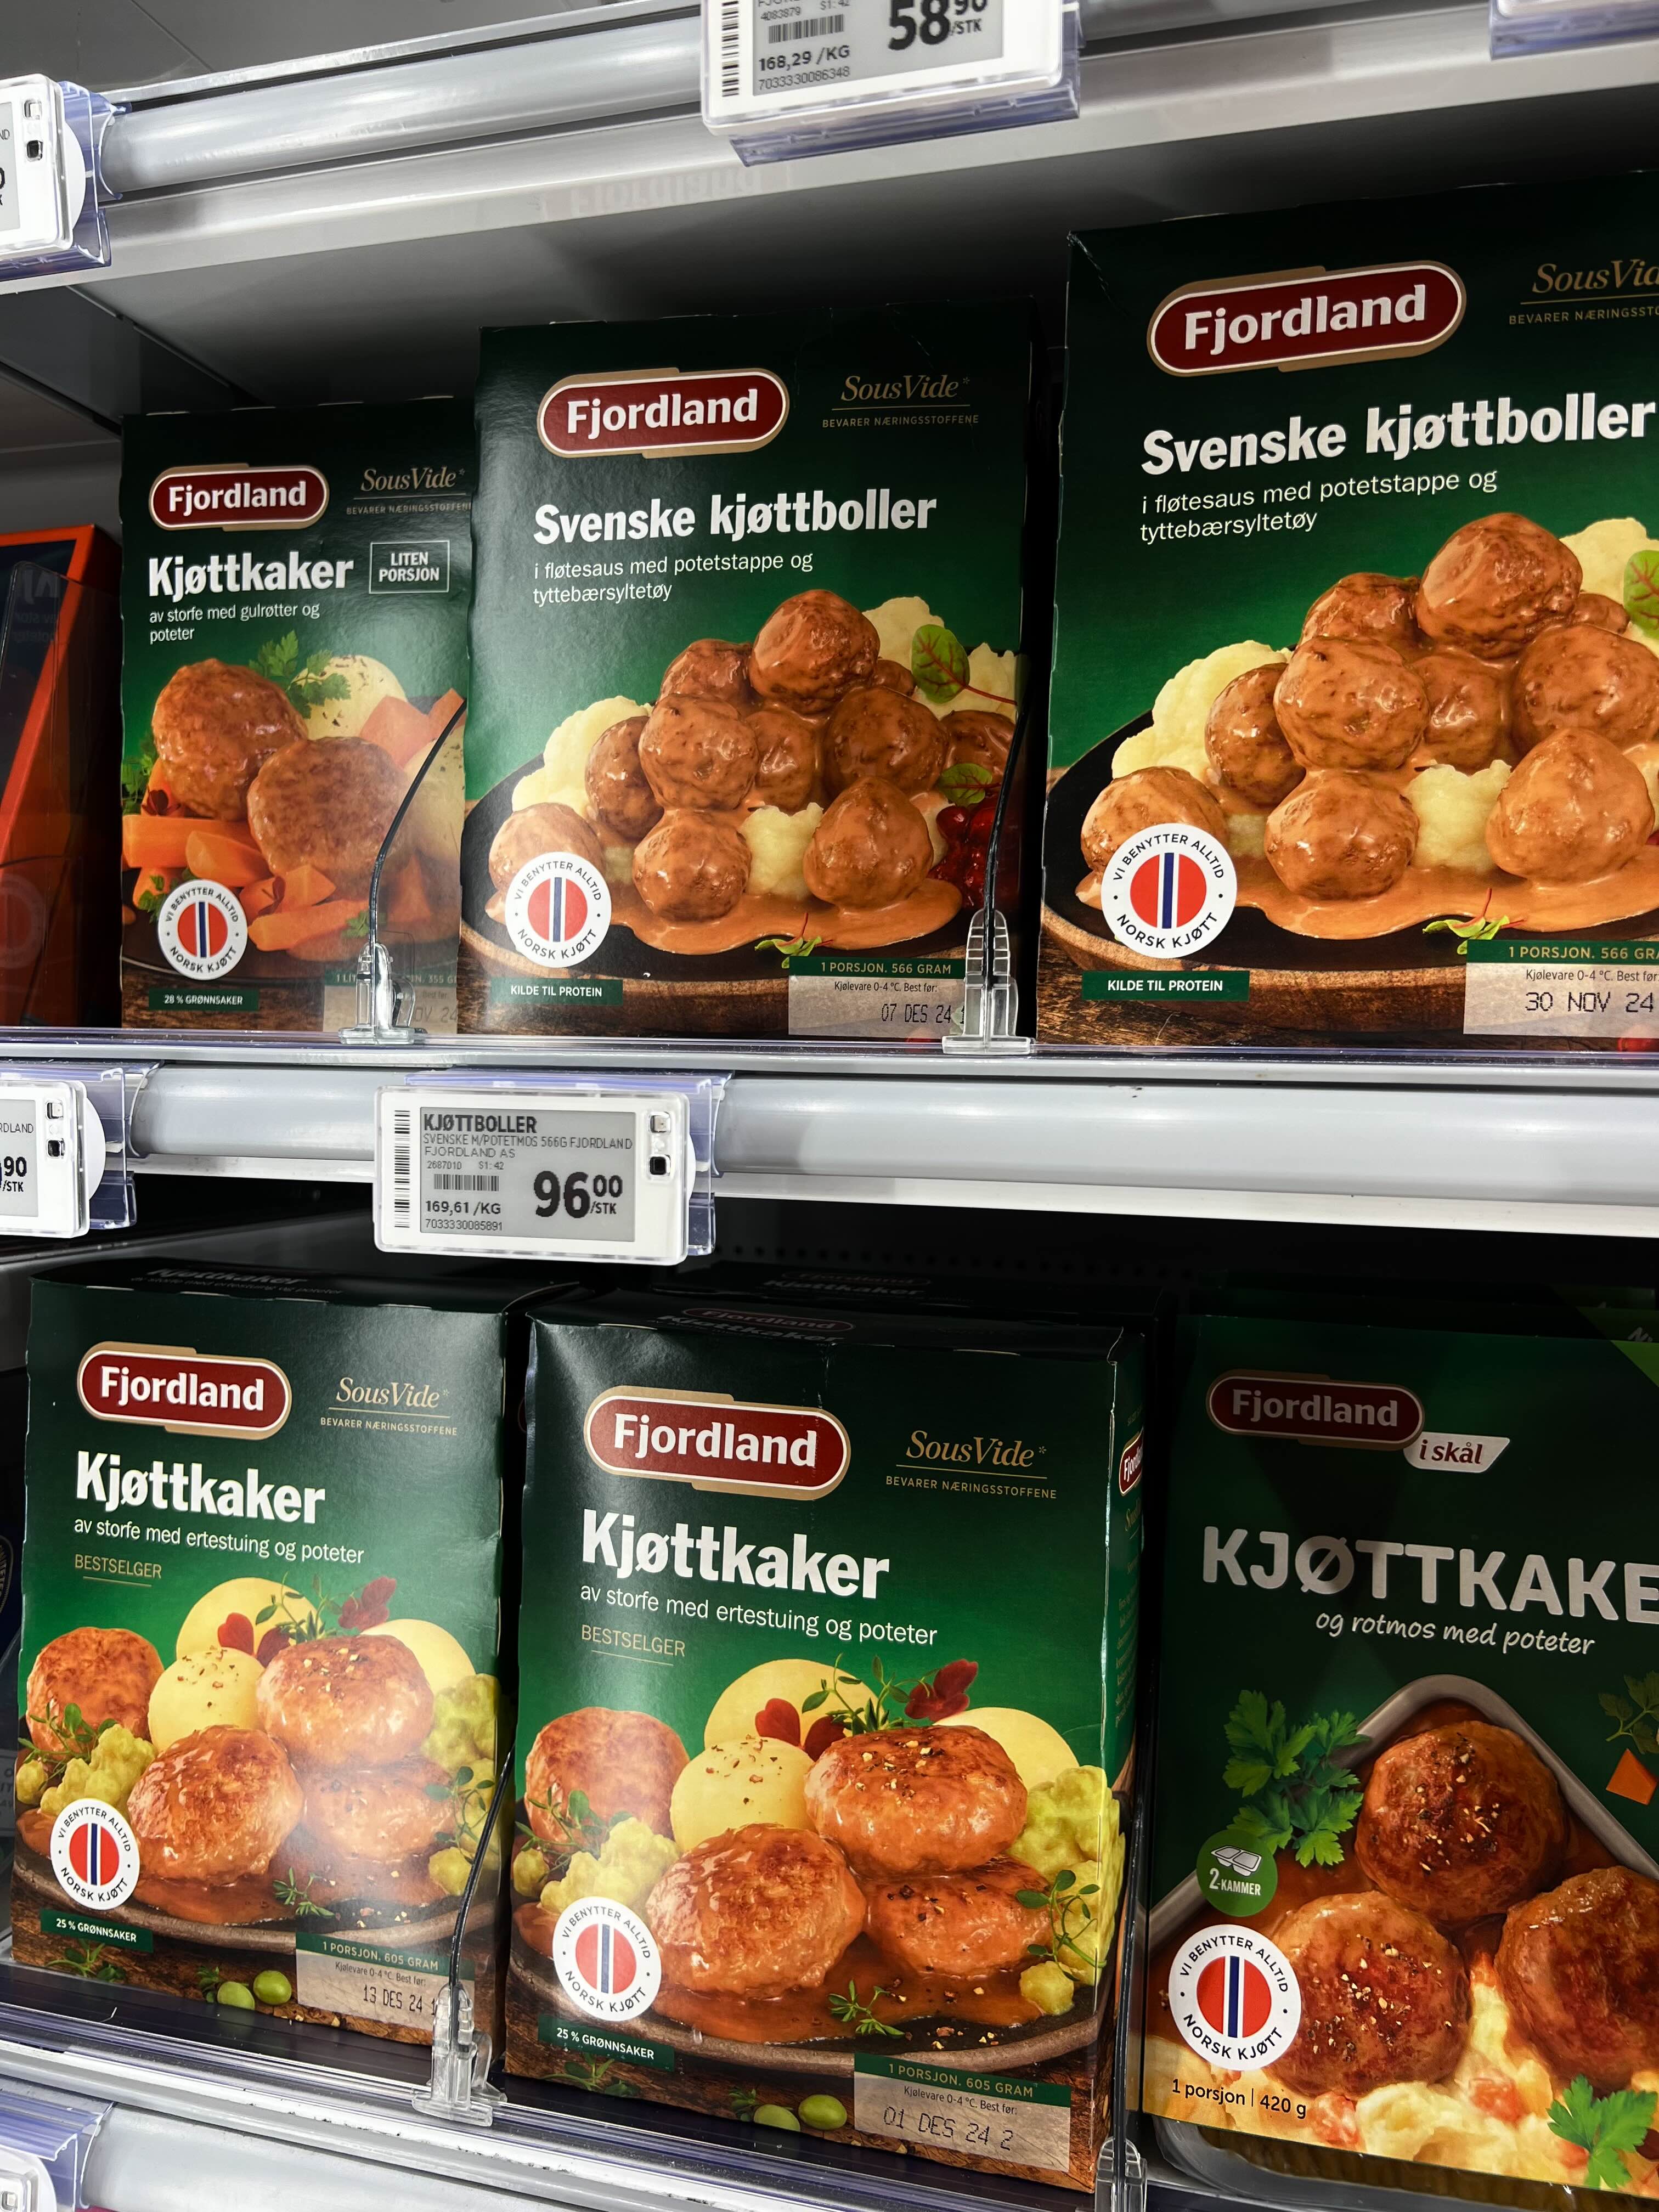 4083879 S1: 42
58 90
/STK
168,29 /KG
7033330086348
Fjordland
SousVide*
BEVARER NÆRINGSSTOFFENE
Kjøttkaker
LITEN
PORSJON
av storfe med gulrøtter og
poteter
VI BENYTTER ALLTID
NORSK KJØTT
28 % GRØNNSAKER
Fjordland
SousVide*
BEVARER NÆRINGSSTOFFENE
Svenske kjøttboller
i fløtesaus med potetstappe og
tyttebærsyltetøy
VI BENYTTER ALLTID
NORSK KJØTT
KILDE TIL PROTEIN
1 PORSJON. 566 GRAM
Kjølevare 0-4 °C. Best før:
07 DES 24
Fjordland
Svenske kjøttboller
i fløtesaus med potetstappe og
tyttebærsyltetøy
VI BENYTTER ALLTID
NORSK KJØTT
KILDE TIL PROTEIN
1 PORSJON. 566
Kjølevare 0-4 °C. Best før:
30 NOV 24
90
/STK
KJØTTBOLLER
SVENSKE M/POTETMOS 566G FJORDLAND
FJORDLAND AS
2687010 S1: 42
96 00
/STK
169,61 /KG
7033330085891
Fjordland
SousVide*
BEVARER NÆRINGSSTOFFENE
Kjøttkaker
av storfe med ertestuing og poteter
BESTSELGER
VI BENYTTER ALLTID
NORSK KJØTT
25 % GRØNNSAKER
1 PORSJON. 605 GRAM
Kjølevare 0-4 °C. Best før:
13 DES 24
Fjordland
Kjøttkaker
Fjordland
SousVide*
BEVARER NÆRINGSSTOFFENE
Kjøttkaker
av storfe med ertestuing og poteter
BESTSELGER
VI BENYTTER ALLTID
NORSK KJØTT
25 % GRØNNSAKER
1 PORSJON. 605 GRAM
Kjølevare 0-4 °C. Best før:
01 DES 24 2
Fjordland
i skål
KJØTTKAKE
og rotmos med poteter
2-KAMMER
VI BENYTTER ALLTID
NORSK KJØTT
1 porsjon | 420 g